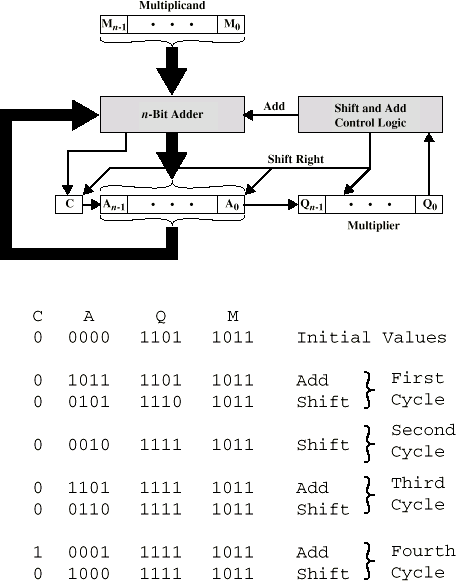 Multiplicand
Mn-1 • • • M0
n-Bit Adder
Add
Shift and Add
Control Logic
Shift Right
C
An-1 • • • A0
Qn-1 • • • Q0
Multiplier
C A Q M
0 0000 1101 1011 Initial Values
0 1011 1101 1011 Add First
0 0101 1110 1011 Shift Cycle
0 0010 1111 1011 Shift Second Cycle
0 1101 1111 1011 Add Third
0 0110 1111 1011 Shift Cycle
1 0001 1111 1011 Add Fourth
0 1000 1111 1011 Shift Cycle